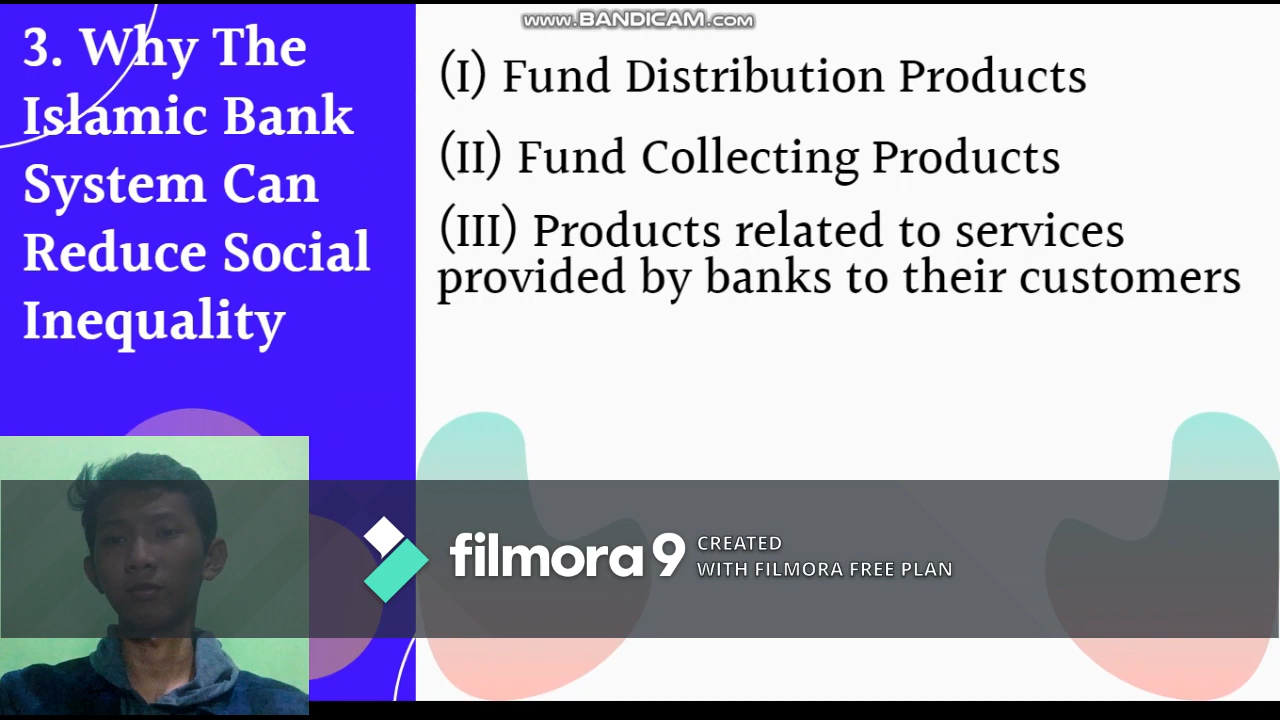 www.BANDICAM.com
3. Why The
Islamic Bank
System Can
Reduce Social
Inequality
(I) Fund Distribution Products
(II) Fund Collecting Products
(III) Products related to services
provided by banks to their customers
filmora9
CREATED
WITH FILMORA FREE PLAN